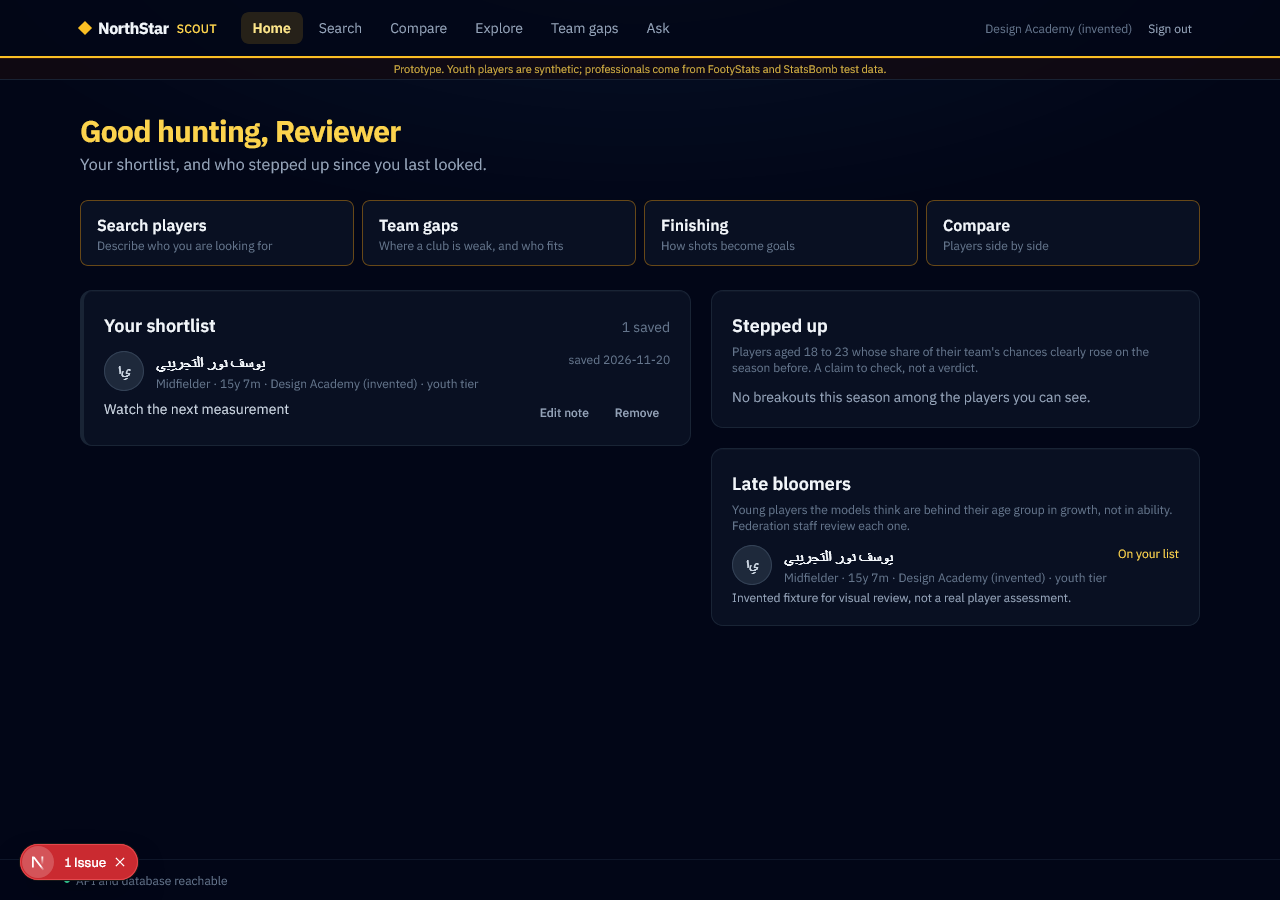 NorthStar SCOUT Home Search Compare Explore Team gaps Ask Design Academy (invented) Sign out
Prototype. Youth players are synthetic; professionals come from FootyStats and StatsBomb test data.
Good hunting, Reviewer
Your shortlist, and who stepped up since you last looked.
Search players
Describe who you are looking for
Team gaps
Where a club is weak, and who fits
Finishing
How shots become goals
Compare
Players side by side
Your shortlist
1 saved
يوسف نور التجريبي
saved 2026-11-20
Midfielder · 15y 7m · Design Academy (invented) · youth tier
Watch the next measurement
Edit note Remove
Stepped up
Players aged 18 to 23 whose share of their team's chances clearly rose on the
season before. A claim to check, not a verdict.
No breakouts this season among the players you can see.
Late bloomers
Young players the models think are behind their age group in growth, not in ability.
Federation staff review each one.
يوسف نور التجريبي
On your list
Midfielder · 15y 7m · Design Academy (invented) · youth tier
Invented fixture for visual review, not a real player assessment.
N 1 Issue
API and database reachable